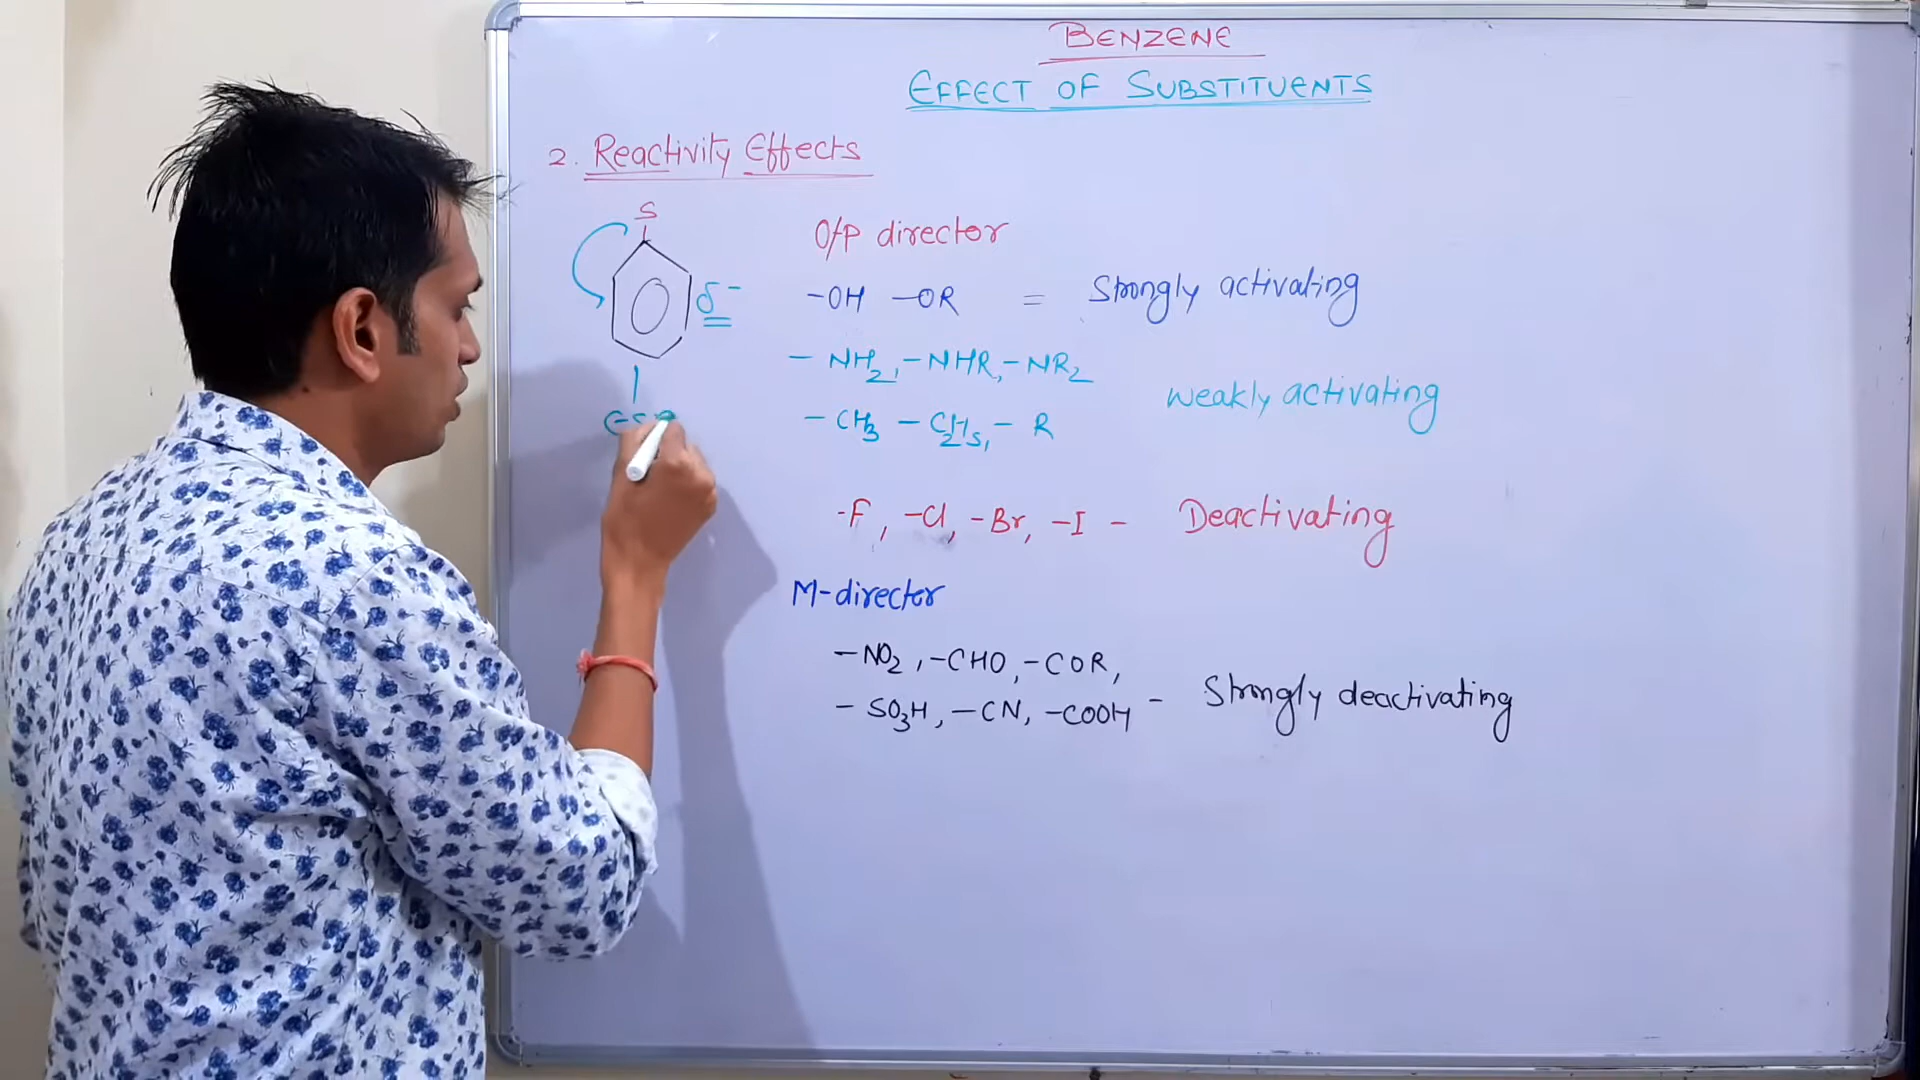 BENZENE
EFFECT OF SUBSTITUENTS
2. Reactivity Effects
S
δ-
O/P director
-OH -OR = Strongly activating
- NH2, -NHR, -NR2
weakly activating
- CH3 - C2H5, - R
-F, -Cl, -Br, -I - Deactivating
M-director
-NO2, -CHO, -COR,
- SO3H, -CN, -COOH - Strongly deactivating